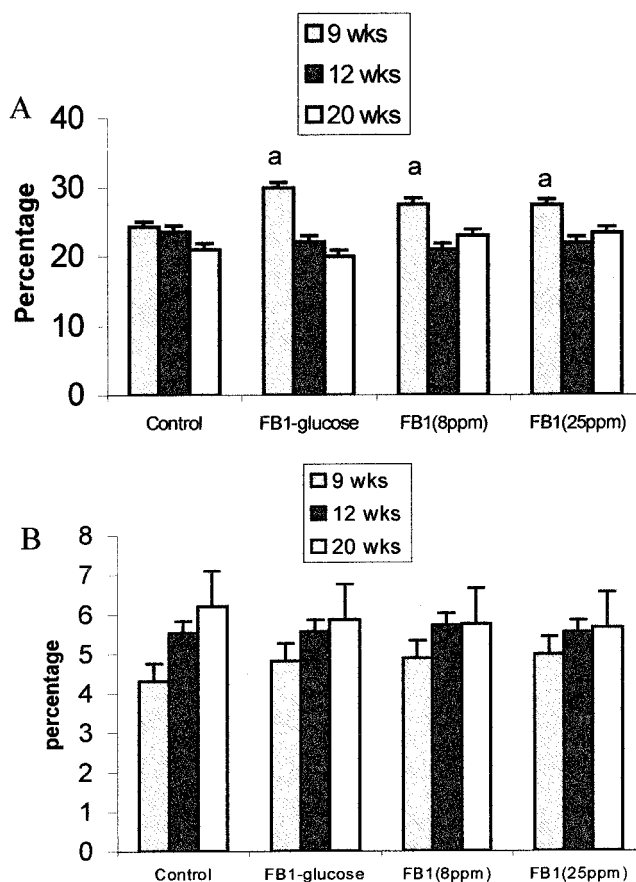 9 wks
12 wks
20 wks
A
40
30
20
10
0
Percentage
a
a
a
Control
FB1-glucose
FB1(8ppm)
FB1(25ppm)
9 wks
12 wks
20 wks
B
8
7
6
5
4
3
2
1
0
percentage
Control
FB1-glucose
FB1(8ppm)
FB1(25ppm)